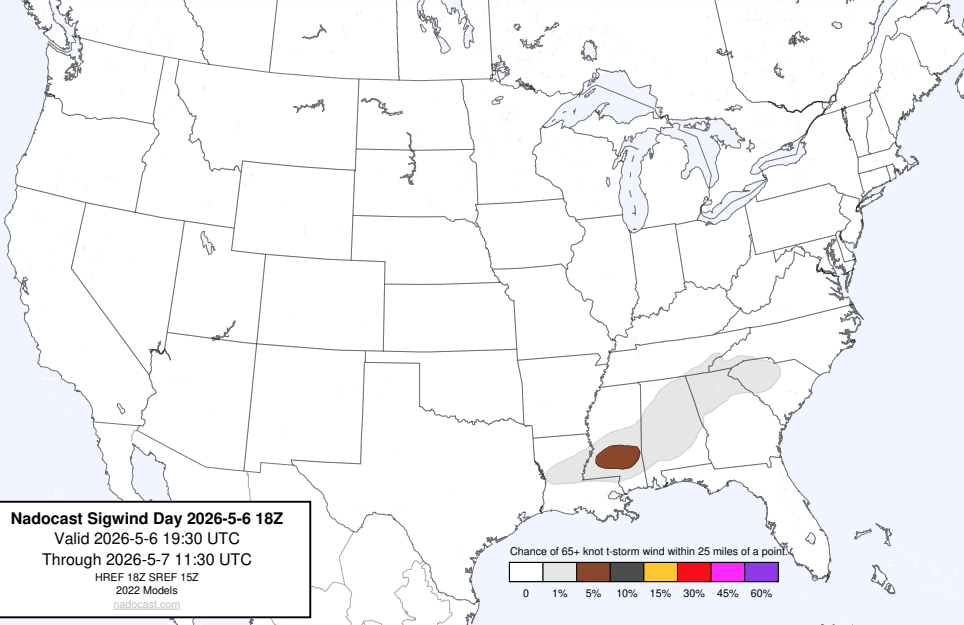 Nadocast Sigwind Day 2026-5-6 18Z
Valid 2026-5-6 19:30 UTC
Through 2026-5-7 11:30 UTC
HREF 18Z SREF 15Z
2022 Models
nadocast.com
Chance of 65+ knot t-storm wind within 25 miles of a point.
0 1% 5% 10% 15% 30% 45% 60%